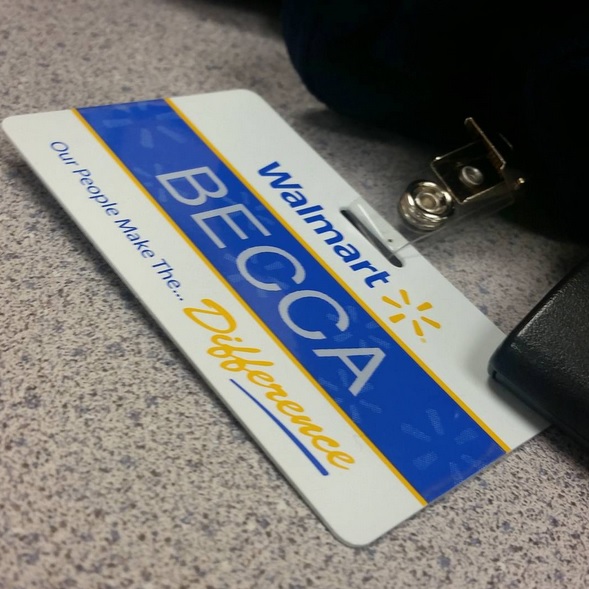 Walmart
BECCA
Our People Make The...
Difference